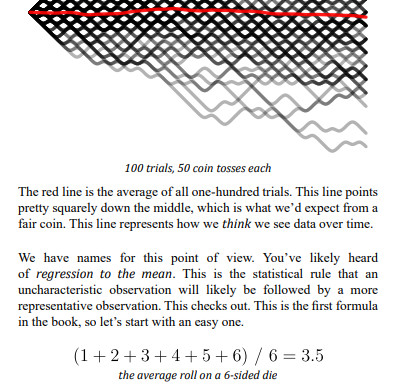 100 trials, 50 coin tosses each
The red line is the average of all one-hundred trials. This line points
pretty squarely down the middle, which is what we’d expect from a
fair coin. This line represents how we think we see data over time.
We have names for this point of view. You’ve likely heard
of regression to the mean. This is the statistical rule that an
uncharacteristic observation will likely be followed by a more
representative observation. This checks out. This is the first formula
in the book, so let’s start with an easy one.
(1 + 2 + 3 + 4 + 5 + 6) / 6 = 3.5
the average roll on a 6-sided die